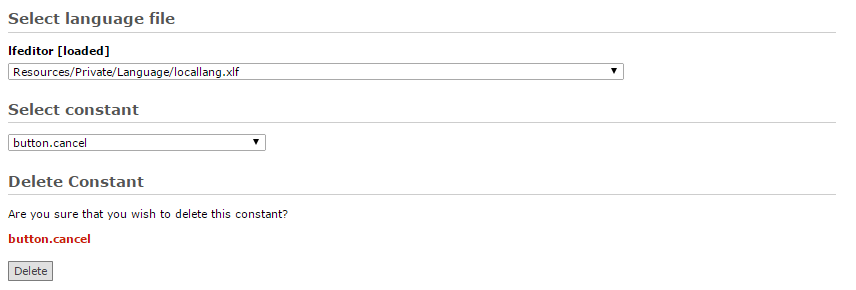 Select language file
lfeditor [loaded]
Resources/Private/Language/locallang.xlf
Select constant
button.cancel
Delete Constant
Are you sure that you wish to delete this constant?
button.cancel
Delete